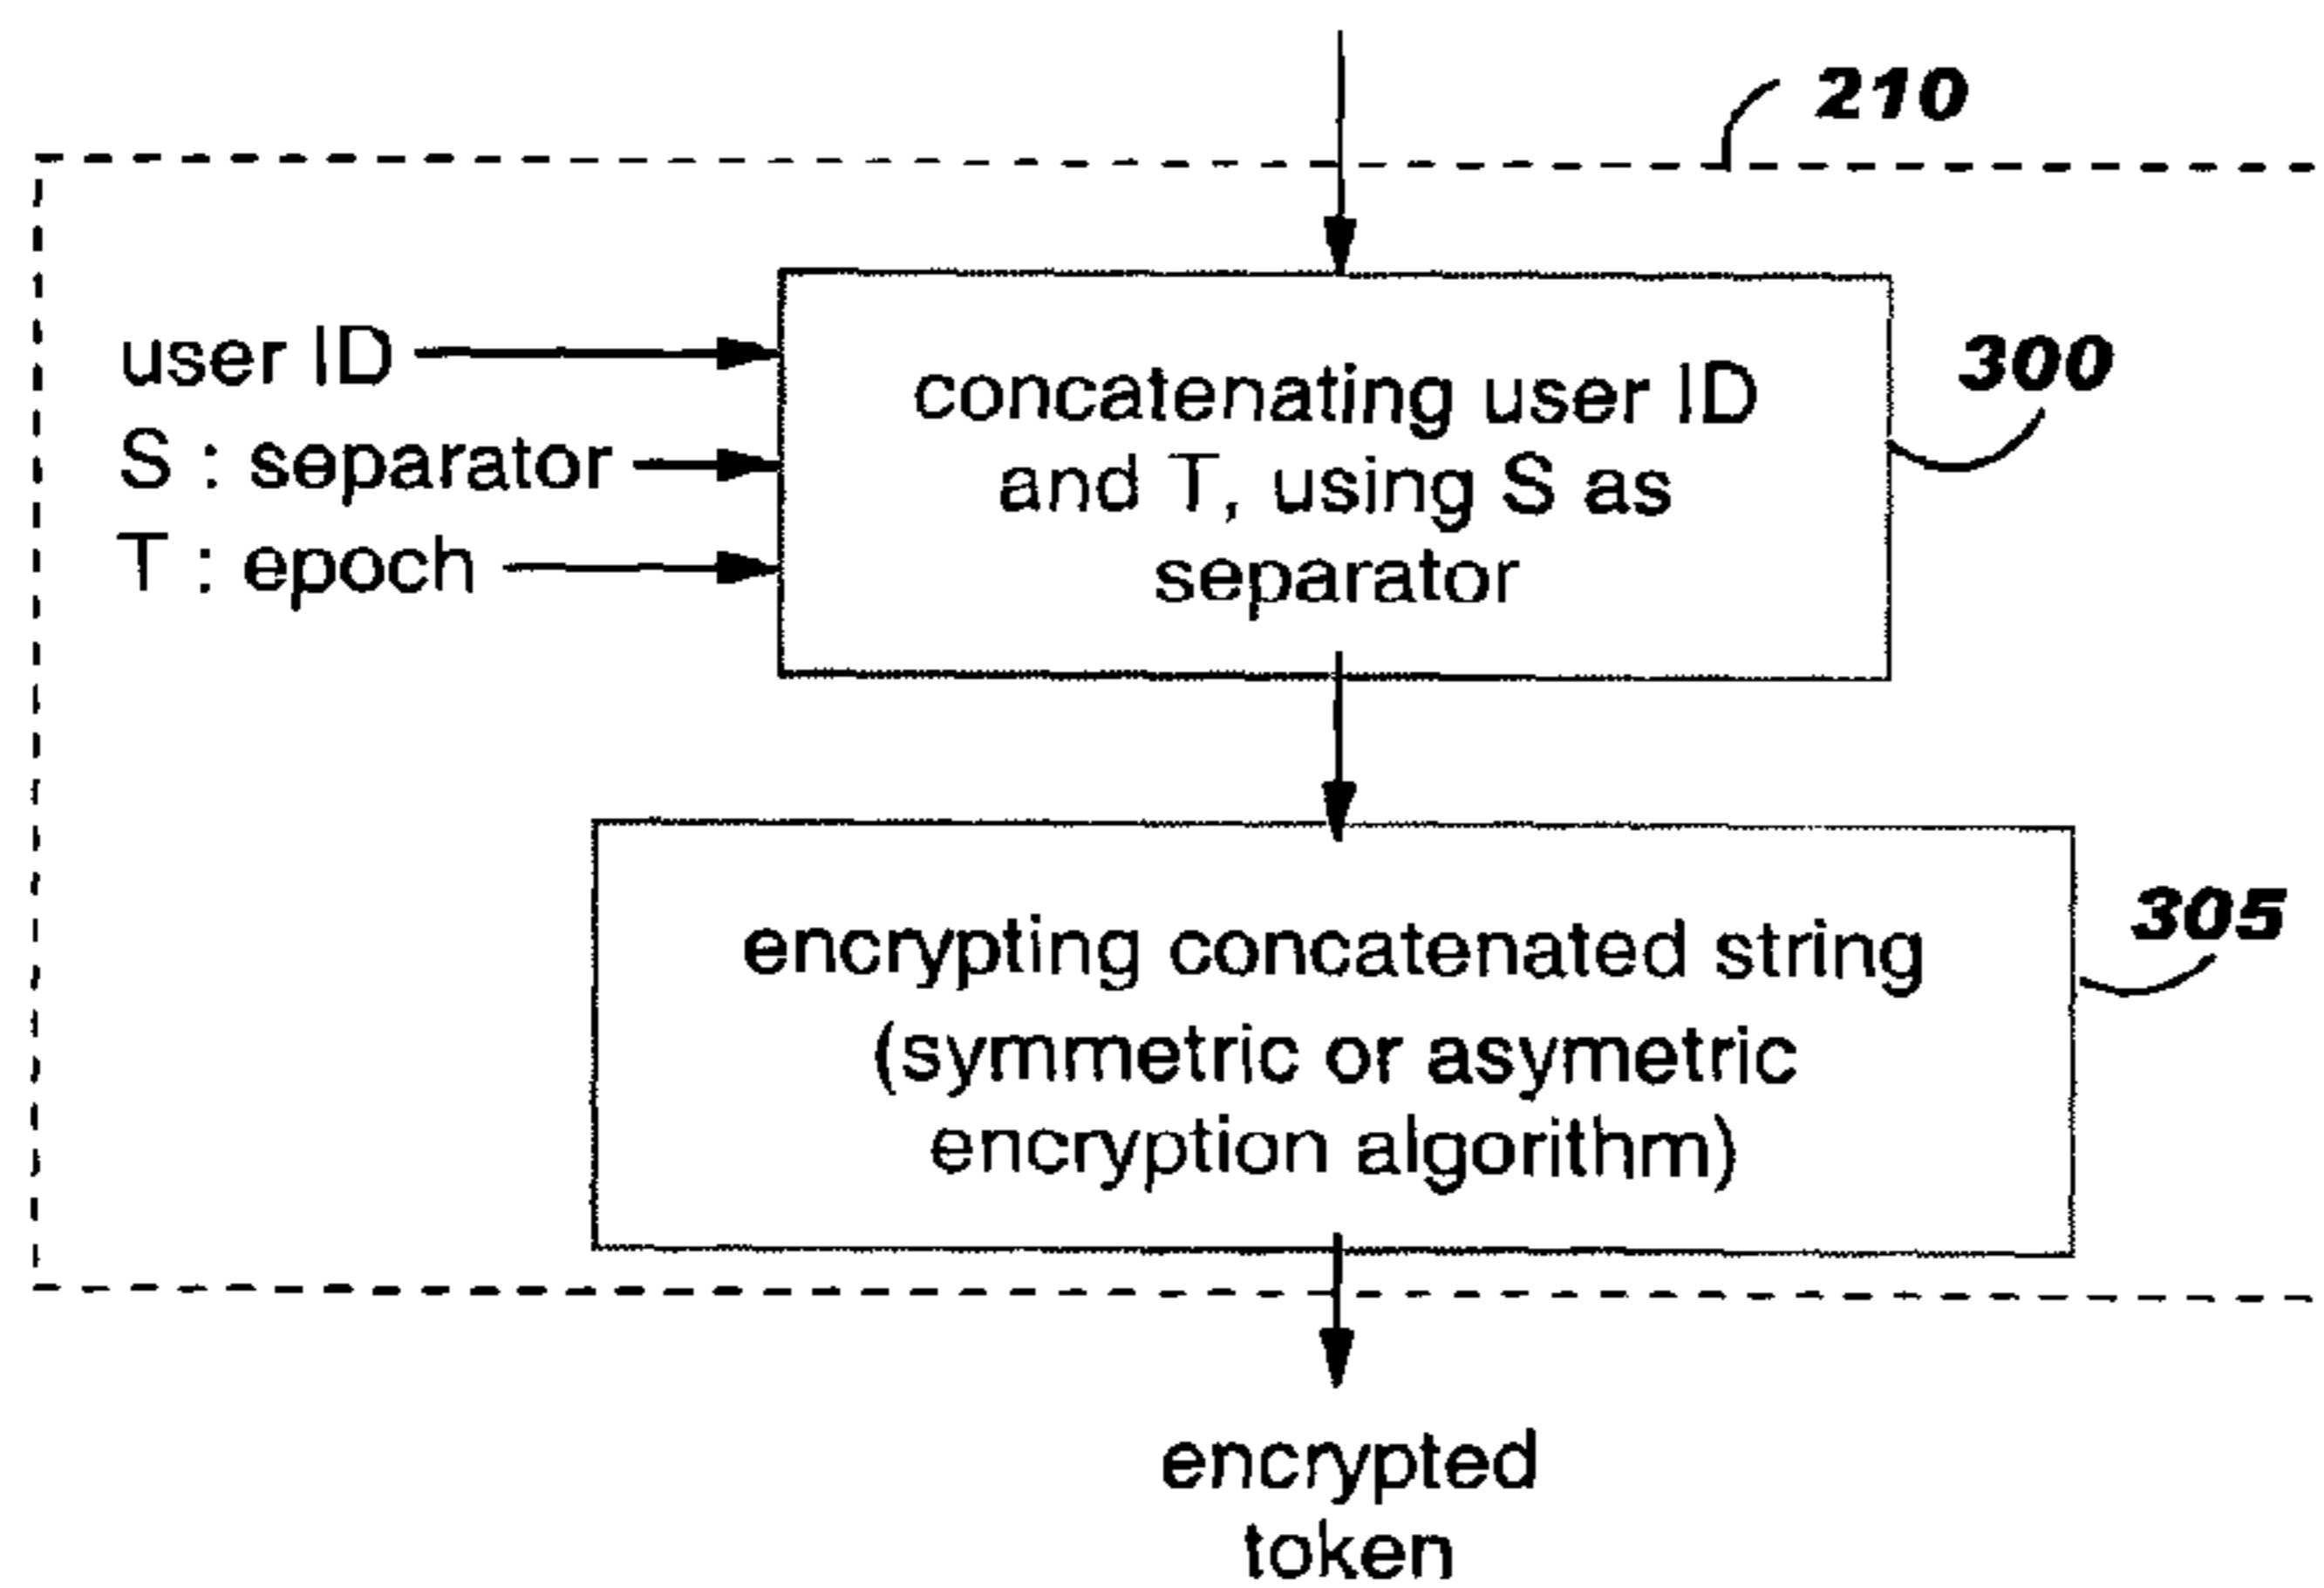 210
user ID
S : separator
T : epoch
concatenating user ID
and T, using S as
separator
300
encrypting concatenated string
(symmetric or asymetric
encryption algorithm)
305
encrypted
token